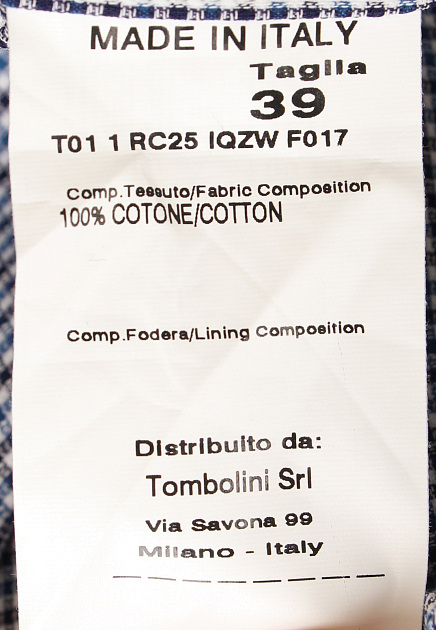 MADE IN ITALY
Taglia
39
T01 1 RC25 IQZW F017
Comp.Tessuto/Fabric Composition
100% COTONE/COTTON
Comp.Fodera/Lining Composition
Distribuito da:
Tombolini Srl
Via Savona 99
Milano - Italy